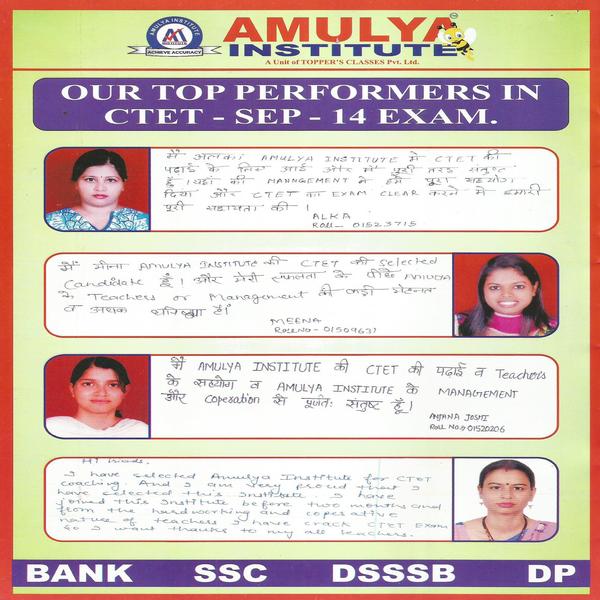 AMULYA INSTITUTE
AIM
ACHIEVE ACCURACY
AMULYA
INSTITUTE
A Unit of TOPPER'S CLASSES Pvt. Ltd.
OUR TOP PERFORMERS IN
CTET - SEP - 14 EXAM.
मैं अलका AMULYA INSTITUTE में CTET की
पढ़ाई के लिए आई और मैं पूरी तरह संतुष्ट
हूँ। यहां की MANNGEMENT ने हमें पूरा सहयोग
दिया और CTET का EXAM CLEAR करने में हमारी
पूरी सहायता की।
ALKA
ROLL- 01523715
मैं मीना AMULYA INSTITUTE की CTET की Selected
Candidate हूँ। और मेरी सफलता के पीछे AMULYA
के Teachers or Management की कड़ी मेहनत
व अथक है।
MEENA
ROLL NO- 01509631
मैं AMULYA INSTITUTE की CTET की पढाई व Teachers
के सहयोग व AMULYA INSTITUTE के MANAGEMENT
और Coperation से पूर्णतः संतुष्ट हूँ।
ANJANA JOSHI
ROLL NO.# 01520206
Hi friends,
I have selected Amulya Institute for CTET
coaching. And I am very proud that I
have selected this Institute. I have
joined this Institute before two months and
from the hardworking and coperative
nature of teachers I have crack CTET Exam
So I want thanks to my all teachers.
BANK SSC DSSSB DP